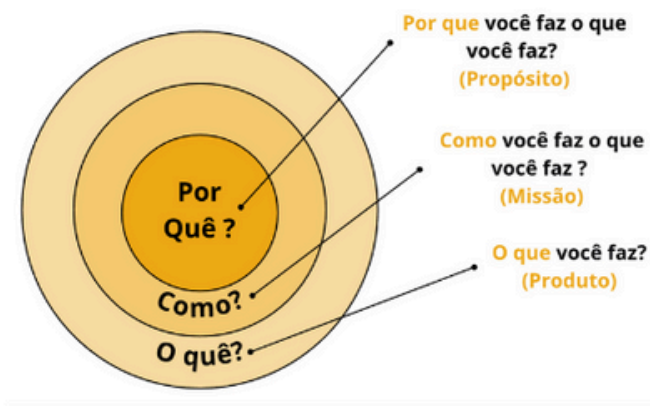 Por que você faz o que
você faz?
(Propósito)
Como você faz o que
você faz ?
(Missão)
O que você faz?
(Produto)
Por
Quê ?
Como?
O quê?